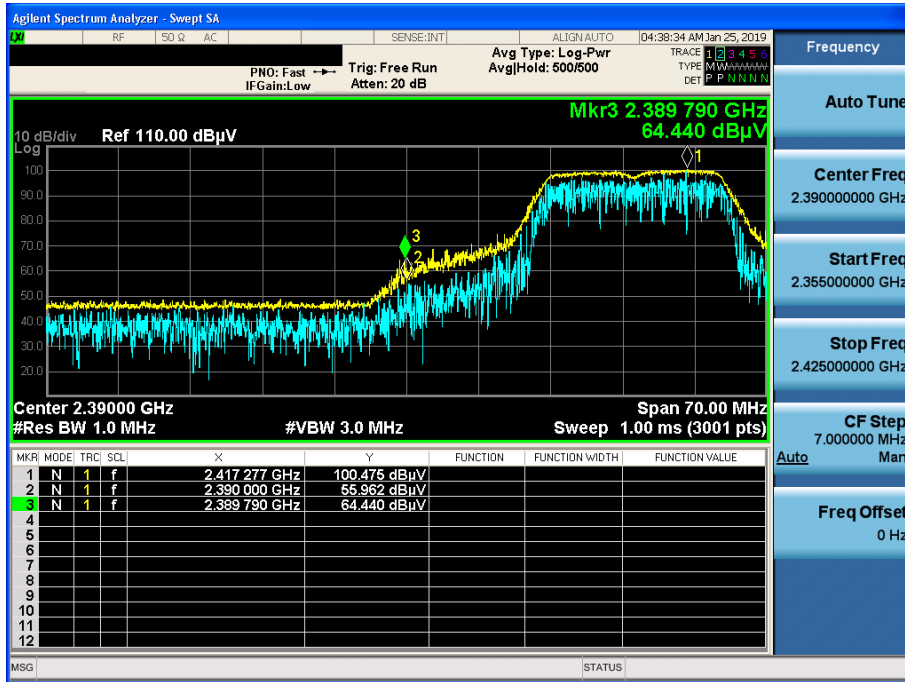 Agilent Spectrum Analyzer - Swept SA
LXI RF 50 Ω AC SENSE:INT ALIGN AUTO 04:38:34 AM Jan 25, 2019
PNO: Fast Trig: Free Run Avg Type: Log-Pwr TRACE 1 2 3 4 5 6
IFGain:Low Atten: 20 dB Avg|Hold: 500/500 TYPE M W
DET P P N N N N
Mkr3 2.389 790 GHz
64.440 dBµV
10 dB/div Ref 110.00 dBµV
Log
100
90.0
80.0
70.0
60.0
50.0
40.0
30.0
20.0
1
3
2
Center 2.39000 GHz Span 70.00 MHz
#Res BW 1.0 MHz #VBW 3.0 MHz Sweep 1.00 ms (3001 pts)
MKR MODE TRC SCL X Y FUNCTION FUNCTION WIDTH FUNCTION VALUE
1 N 1 f 2.417 277 GHz 100.475 dBµV
2 N 1 f 2.390 000 GHz 55.962 dBµV
3 N 1 f 2.389 790 GHz 64.440 dBµV
4
5
6
7
8
9
10
11
12
MSG STATUS
Frequency
Auto Tune
Center Freq
2.390000000 GHz
Start Freq
2.355000000 GHz
Stop Freq
2.425000000 GHz
CF Step
7.000000 MHz
Auto Man
Freq Offset
0 Hz